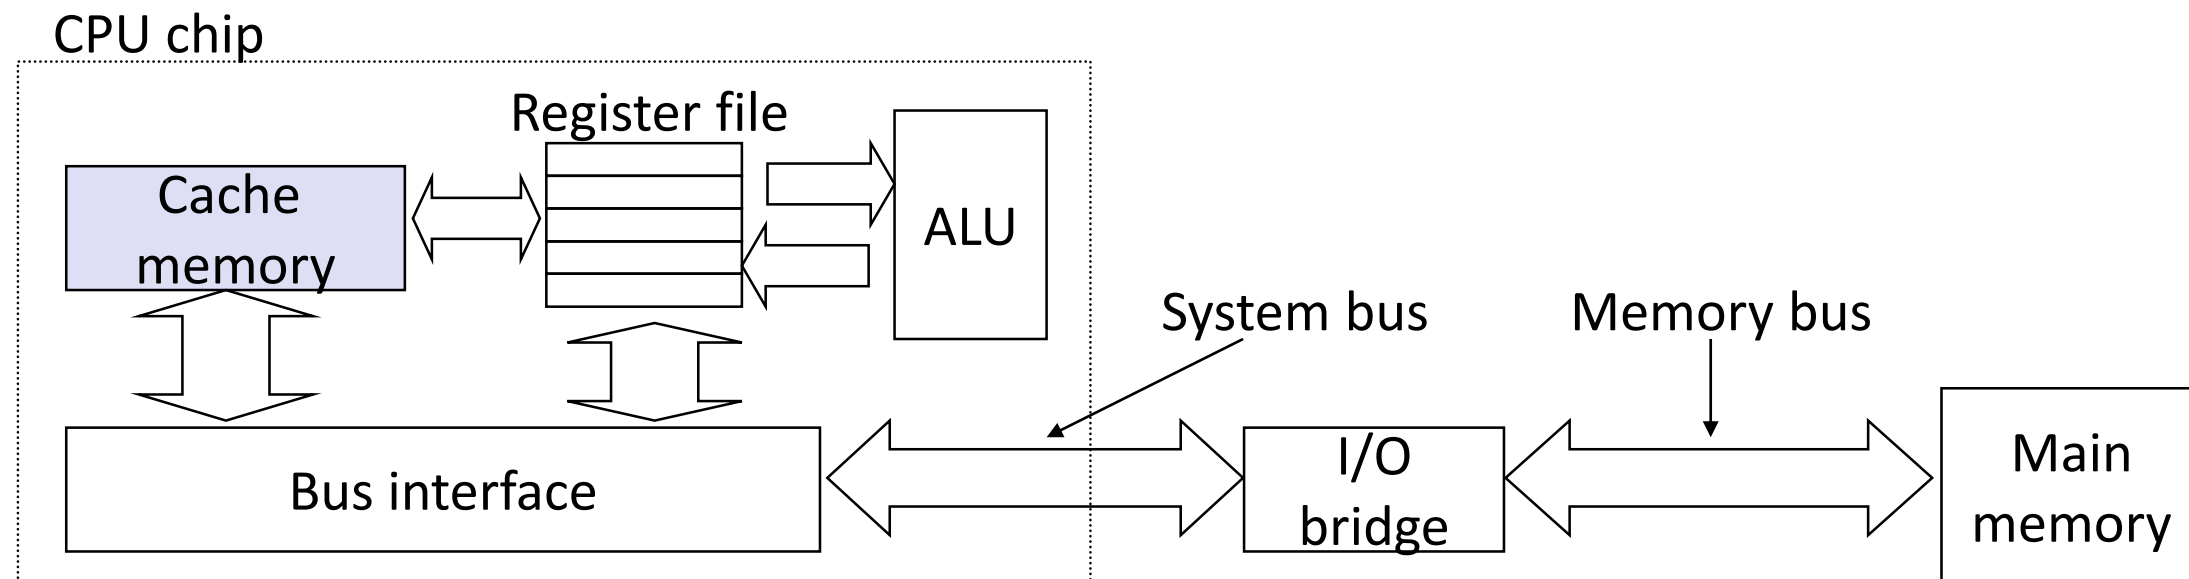 CPU chip
Register file
Cache
memory
ALU
System bus
Memory bus
Bus interface
I/O
bridge
Main
memory